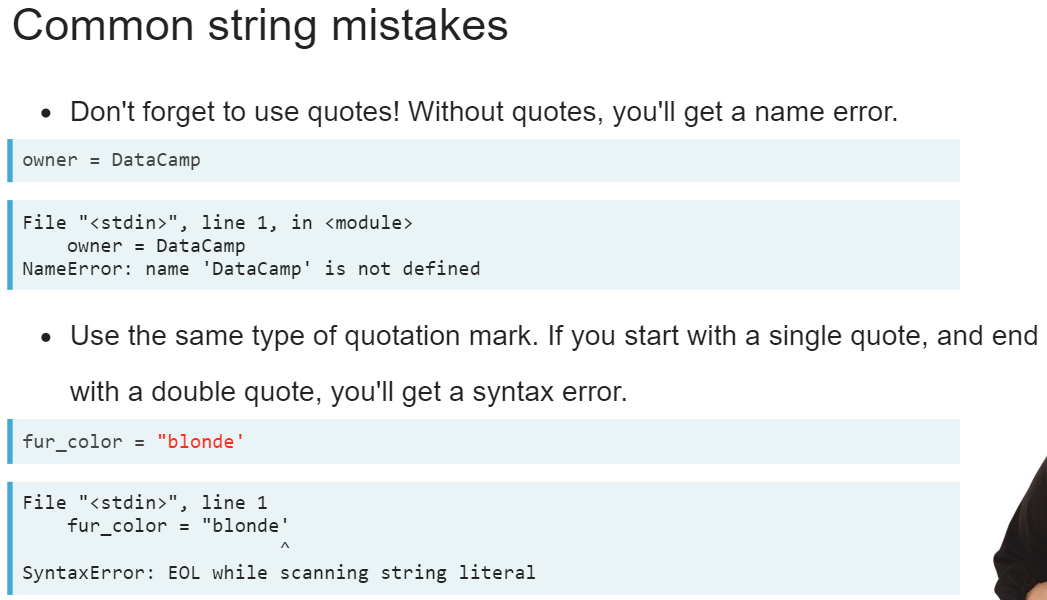 Common string mistakes
• Don't forget to use quotes! Without quotes, you'll get a name error.
owner = DataCamp
File "<stdin>", line 1, in <module>
    owner = DataCamp
NameError: name 'DataCamp' is not defined
• Use the same type of quotation mark. If you start with a single quote, and end
with a double quote, you'll get a syntax error.
fur_color = "blonde'
File "<stdin>", line 1
    fur_color = "blonde'
                       ^
SyntaxError: EOL while scanning string literal